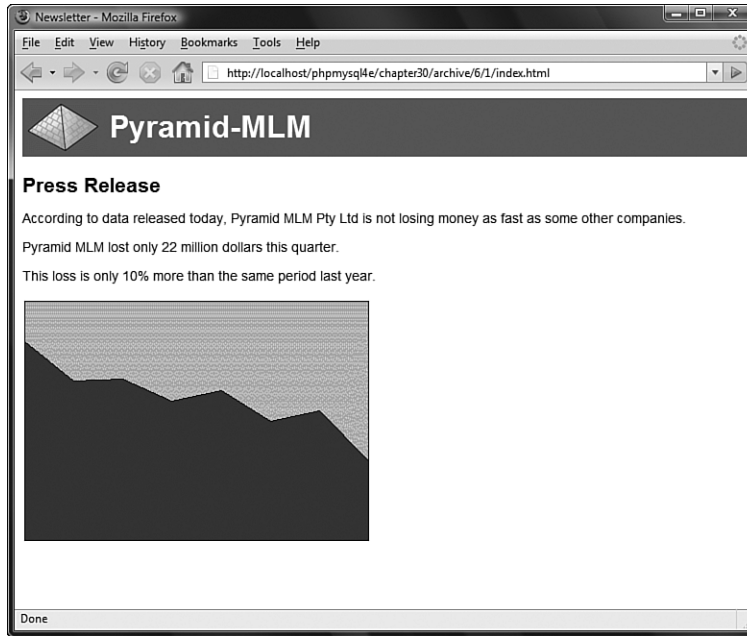 Newsletter - Mozilla Firefox
File Edit View History Bookmarks Tools Help
http://localhost/phpmysql4e/chapter30/archive/6/1/index.html
Pyramid-MLM
Press Release
According to data released today, Pyramid MLM Pty Ltd is not losing money as fast as some other companies.
Pyramid MLM lost only 22 million dollars this quarter.
This loss is only 10% more than the same period last year.
Done